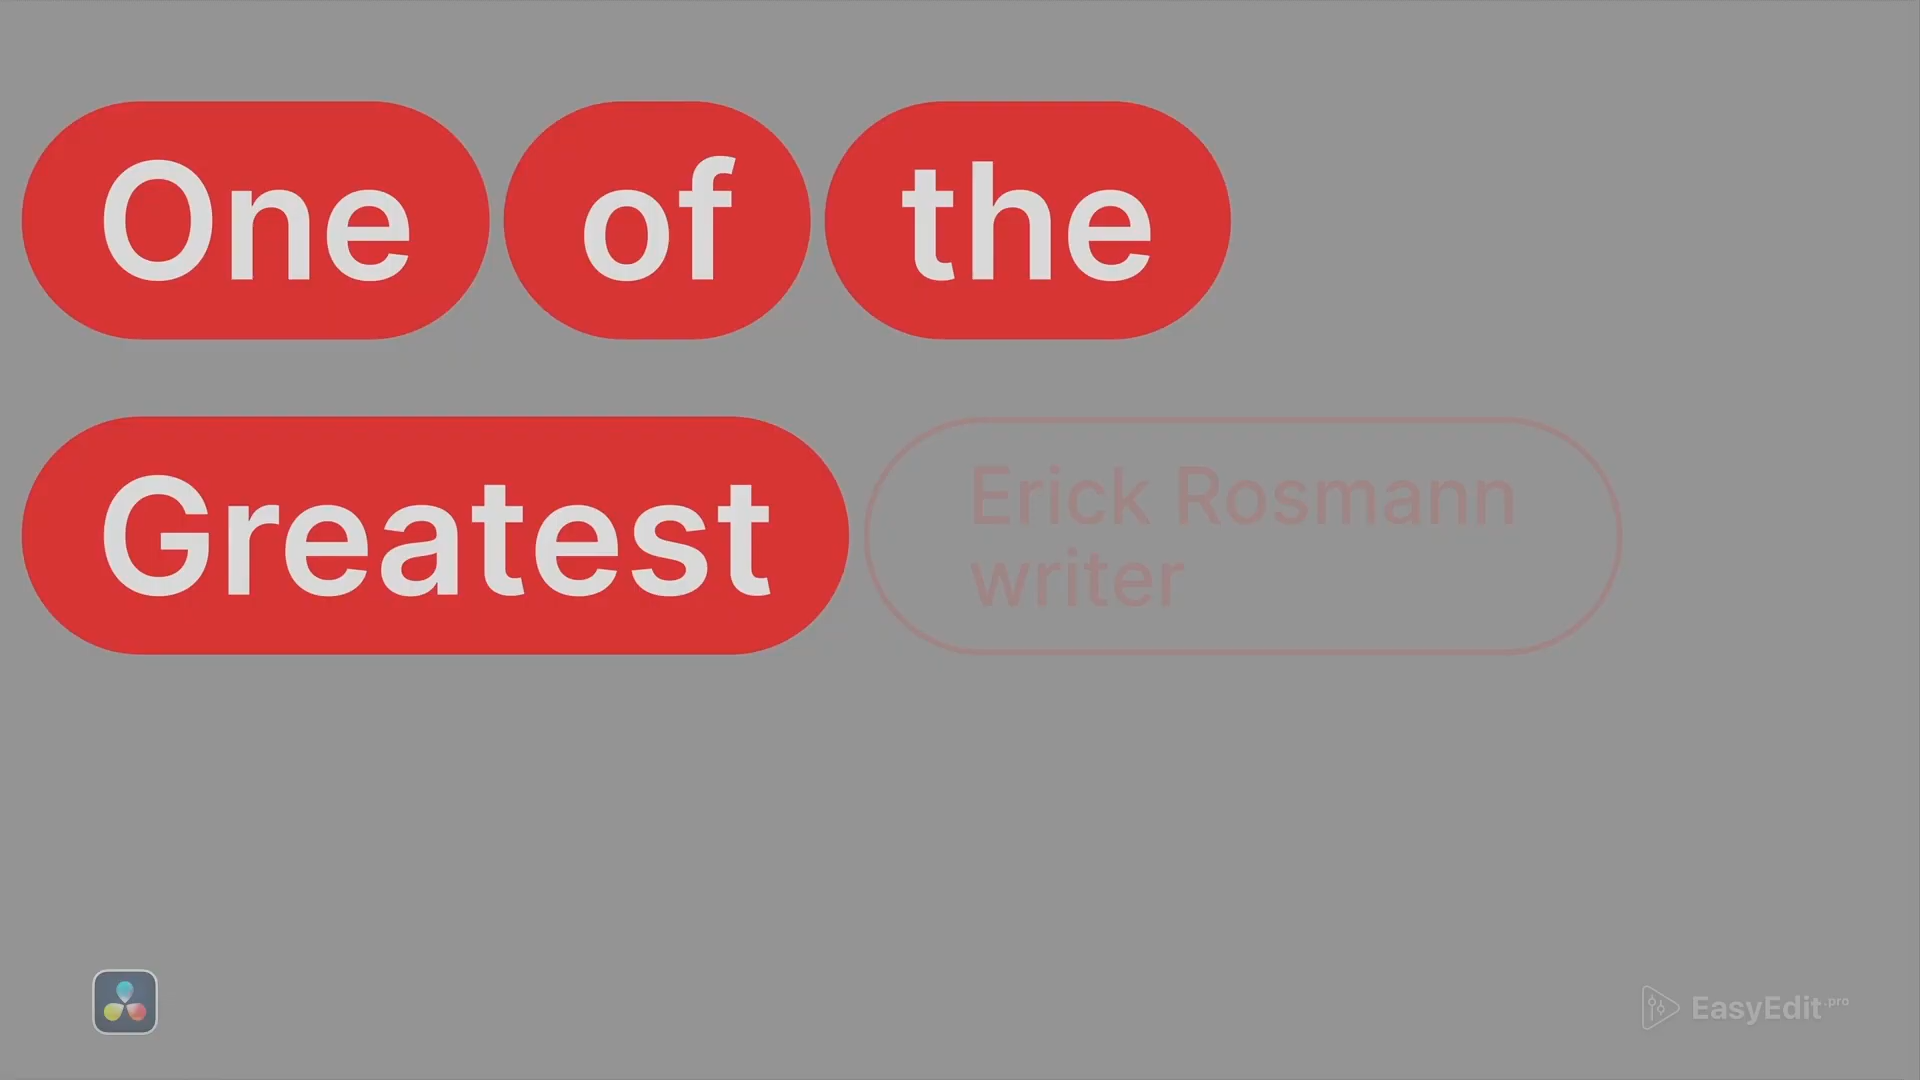 One of the
Greatest
Erick Rosmann
writer
EasyEdit.pro